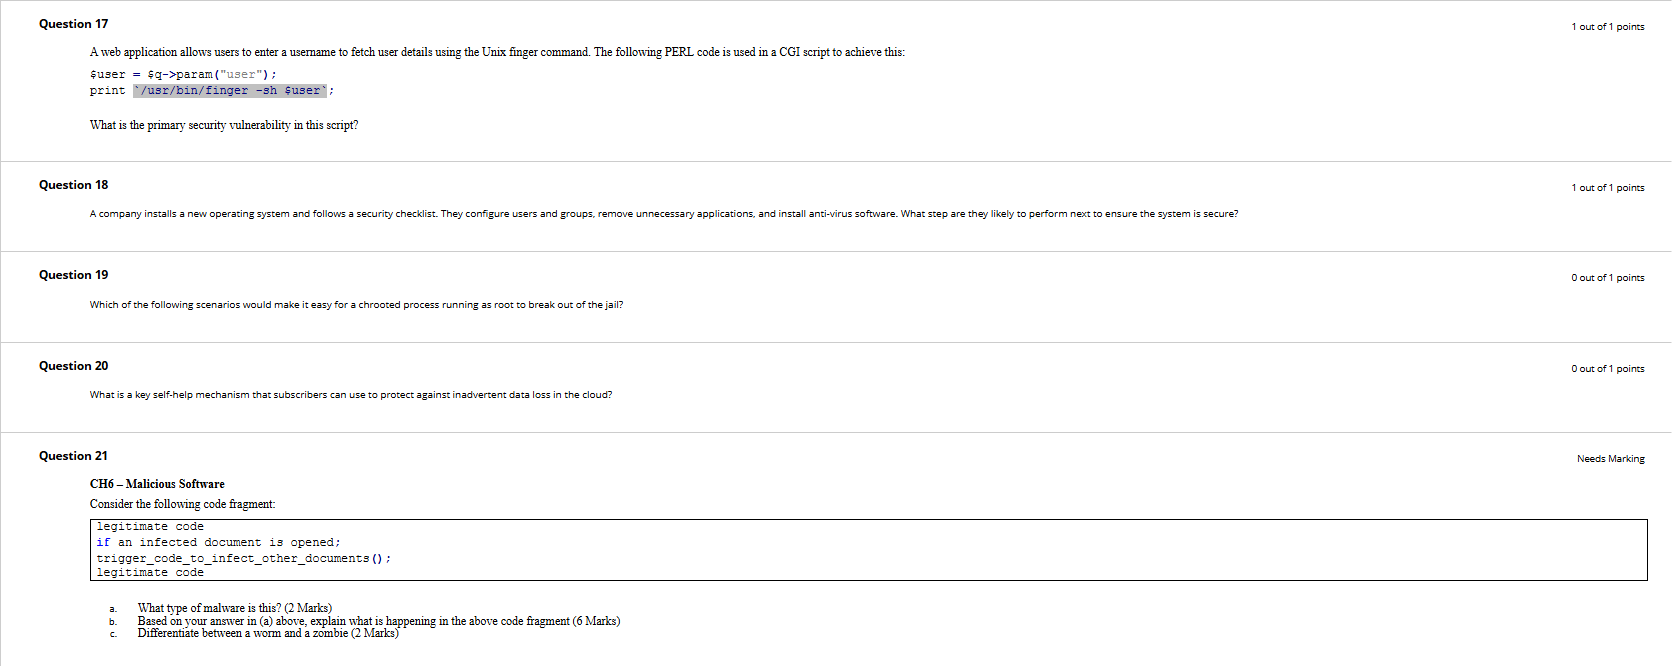 Question 17
1 out of 1 points
A web application allows users to enter a username to fetch user details using the Unix finger command. The following PERL code is used in a CGI script to achieve this:
$user = $q->param("user");
print `/usr/bin/finger -sh $user`;
What is the primary security vulnerability in this script?
Question 18
1 out of 1 points
A company installs a new operating system and follows a security checklist. They configure users and groups, remove unnecessary applications, and install anti-virus software. What step are they likely to perform next to ensure the system is secure?
Question 19
0 out of 1 points
Which of the following scenarios would make it easy for a chrooted process running as root to break out of the jail?
Question 20
0 out of 1 points
What is a key self-help mechanism that subscribers can use to protect against inadvertent data loss in the cloud?
Question 21
Needs Marking
CH6 – Malicious Software
Consider the following code fragment:
legitimate code
if an infected document is opened;
trigger_code_to_infect_other_documents();
legitimate code
a. What type of malware is this? (2 Marks)
b. Based on your answer in (a) above, explain what is happening in the above code fragment (6 Marks)
c. Differentiate between a worm and a zombie (2 Marks)